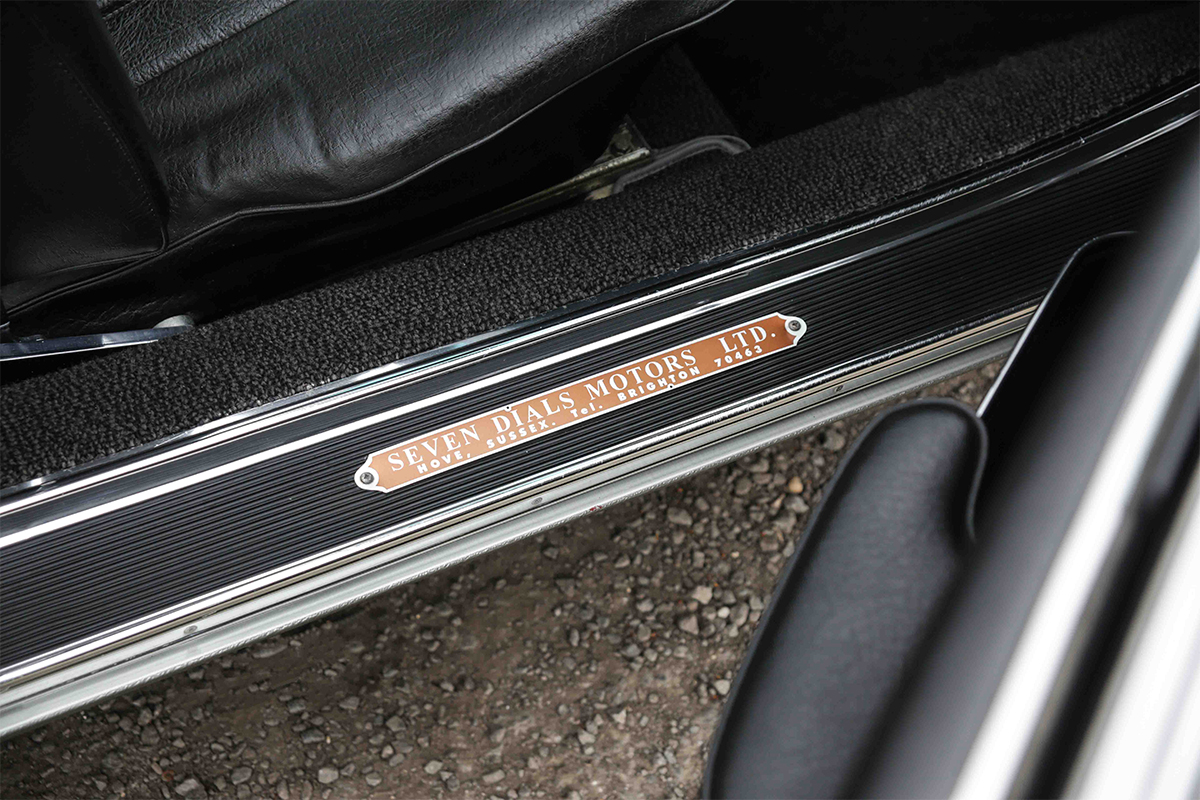 SEVEN DIALS MOTORS LTD.
HOVE, SUSSEX. Tel. BRIGHTON 70463